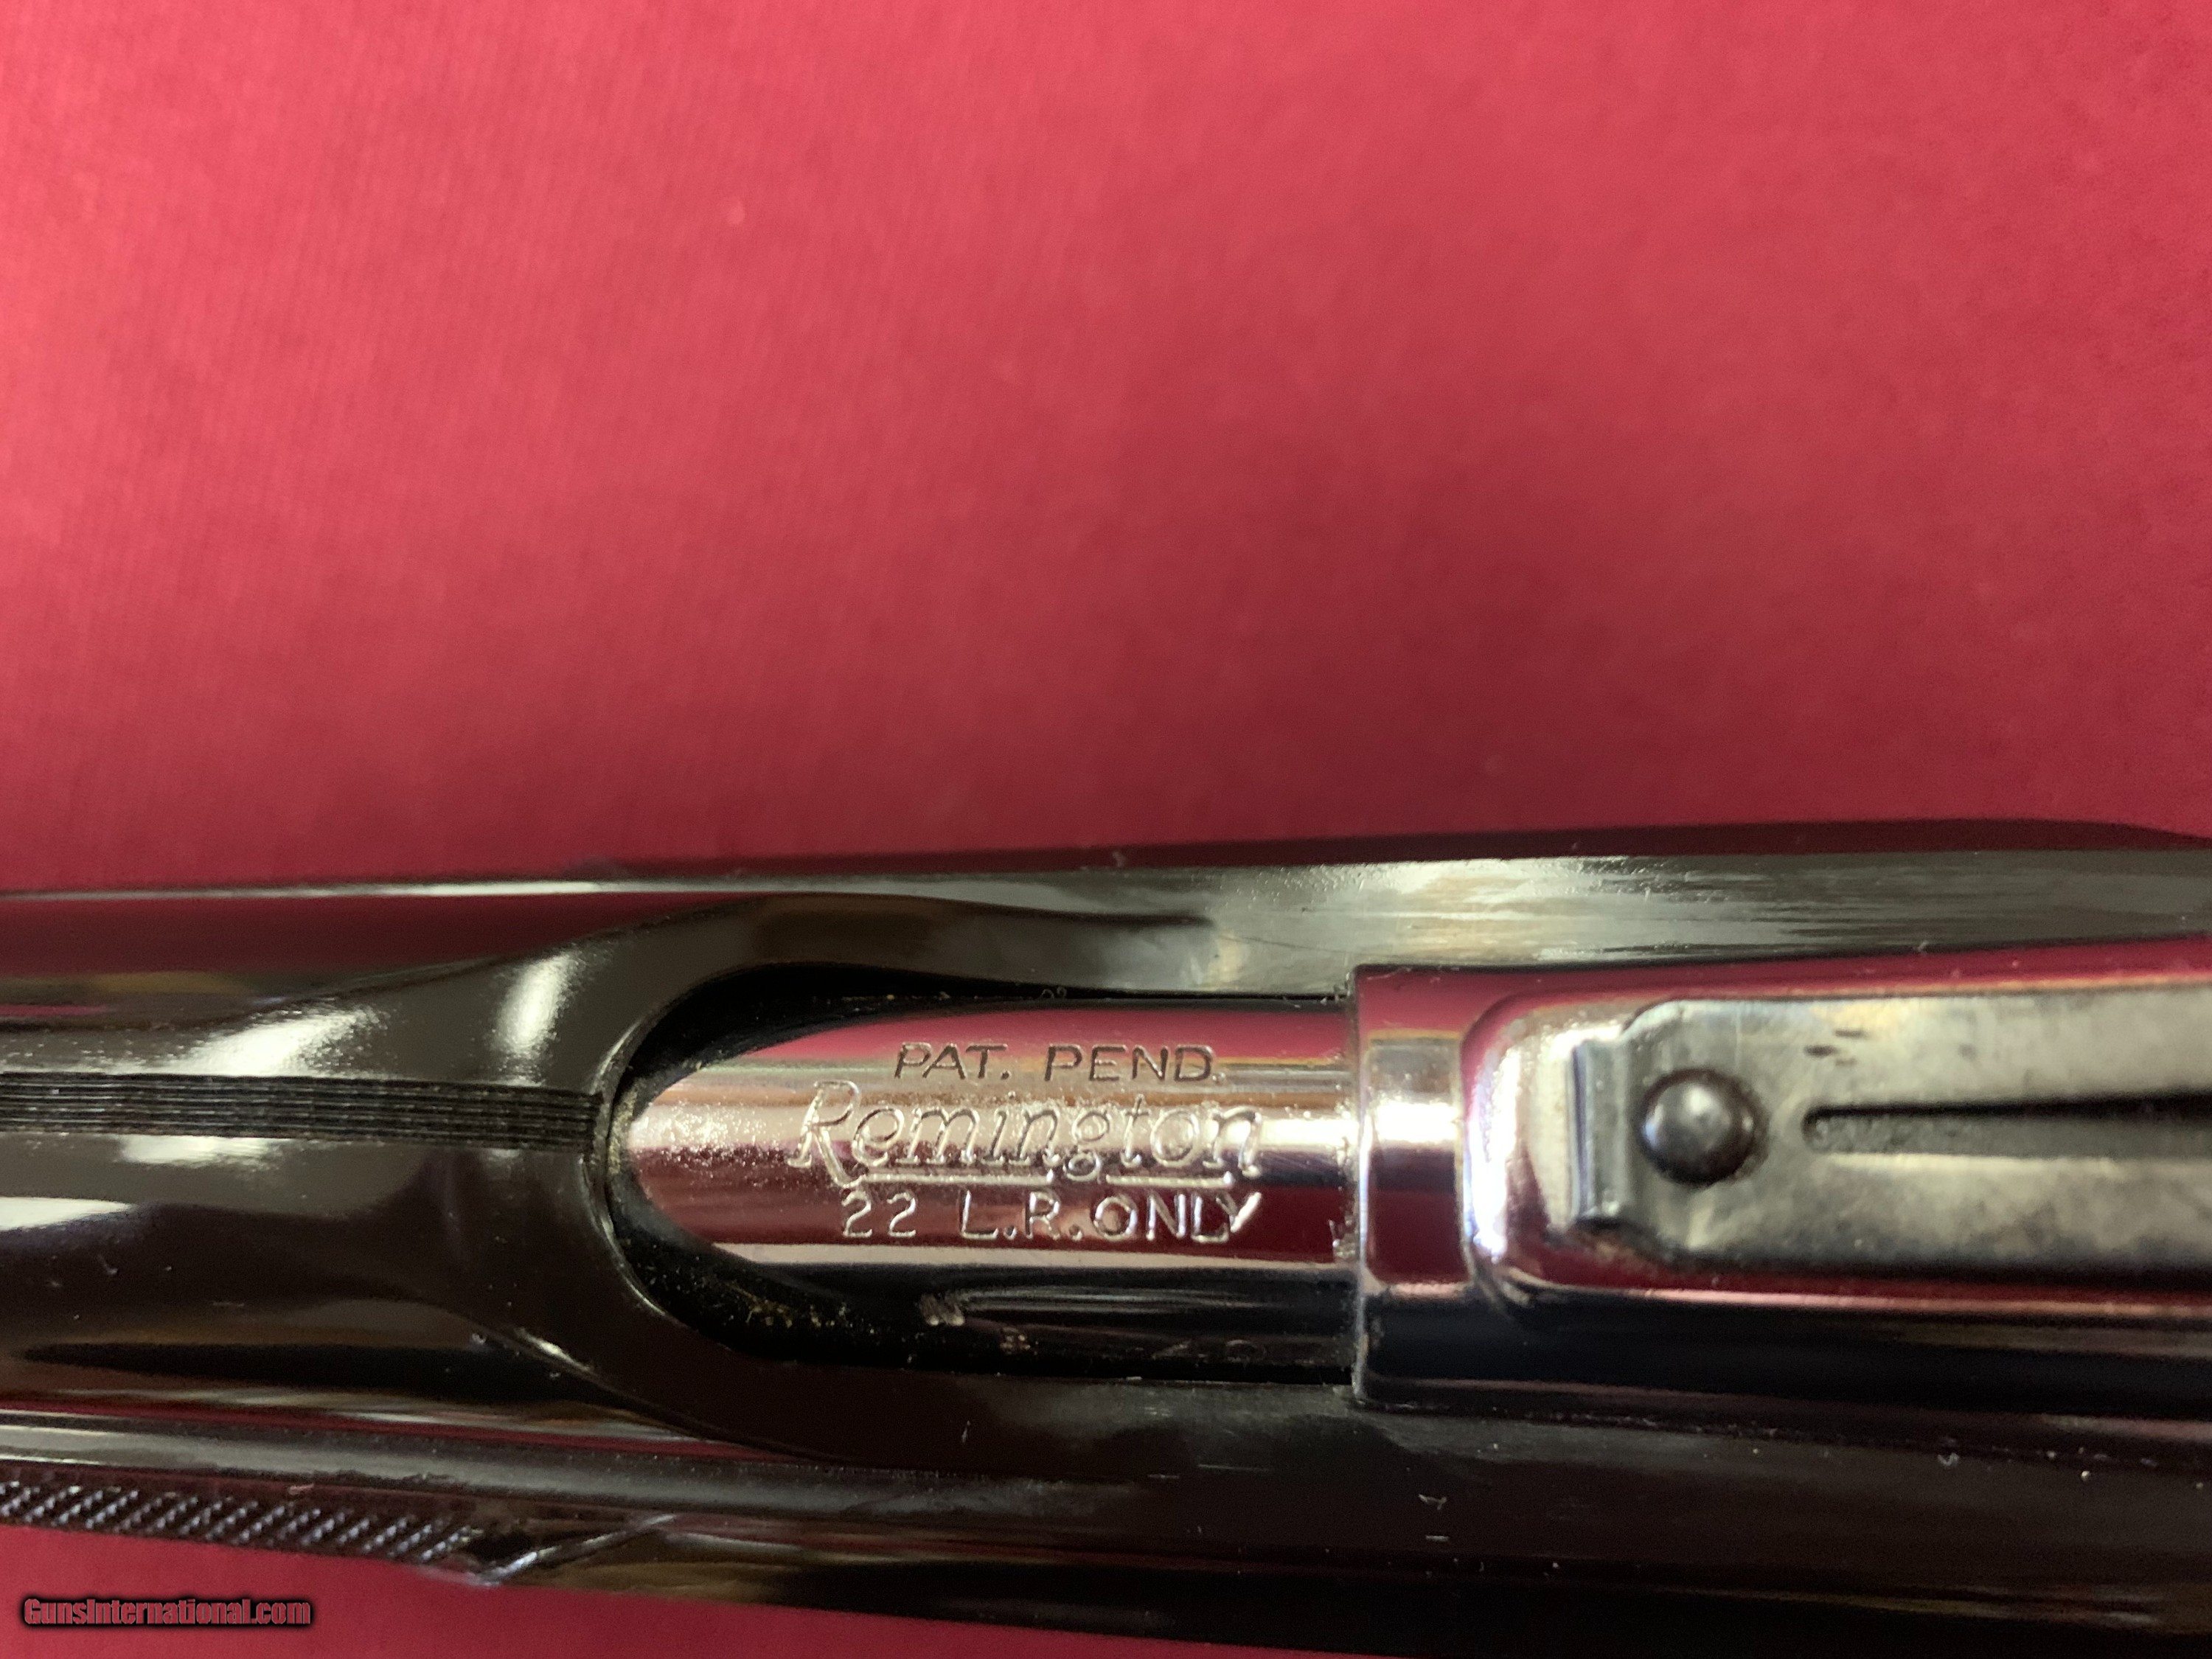 PAT. PEND.
Remington
22 L.R. ONLY
GunsInternational.com